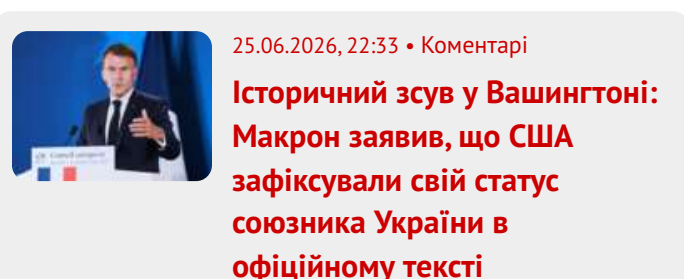 25.06.2026, 22:33 • Коментарі
Історичний зсув у Вашингтоні:
Макрон заявив, що США
зафіксували свій статус
союзника України в
офіційному тексті